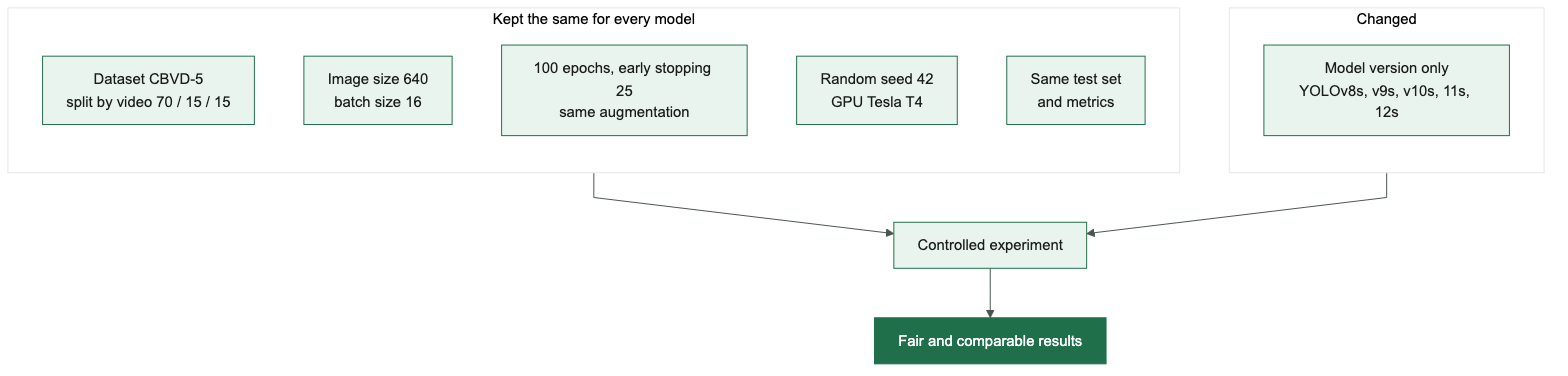 Kept the same for every model
Dataset CBVD-5
split by video 70 / 15 / 15
Image size 640
batch size 16
100 epochs, early stopping
25
same augmentation
Random seed 42
GPU Tesla T4
Same test set
and metrics
Changed
Model version only
YOLOv8s, v9s, v10s, 11s,
12s
Controlled experiment
Fair and comparable results